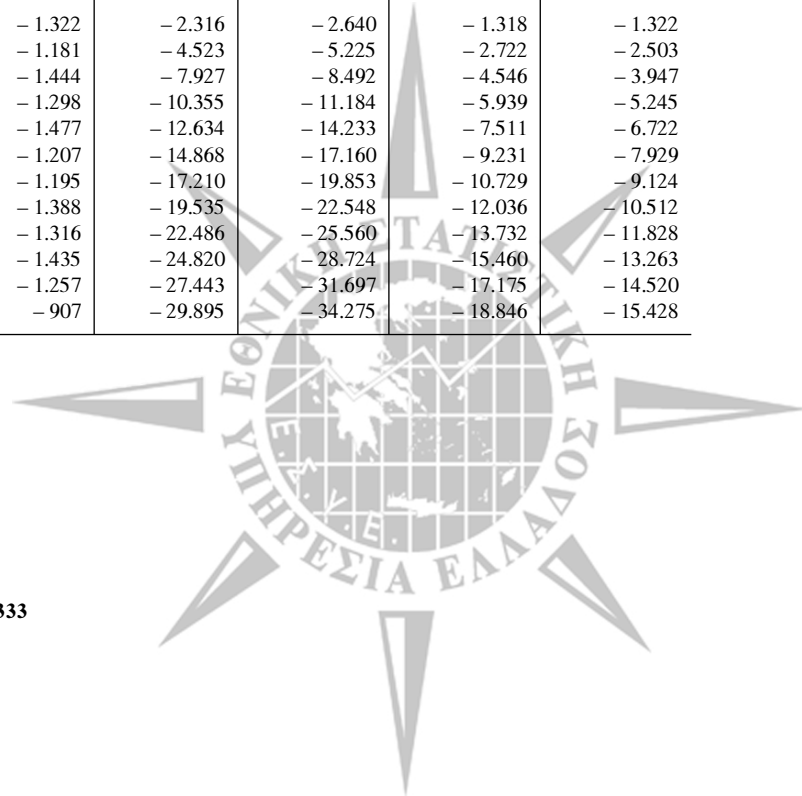 – 1.322 – 2.316 – 2.640 – 1.318 – 1.322
– 1.181 – 4.523 – 5.225 – 2.722 – 2.503
– 1.444 – 7.927 – 8.492 – 4.546 – 3.947
– 1.298 – 10.355 – 11.184 – 5.939 – 5.245
– 1.477 – 12.634 – 14.233 – 7.511 – 6.722
– 1.207 – 14.868 – 17.160 – 9.231 – 7.929
– 1.195 – 17.210 – 19.853 – 10.729 – 9.124
– 1.388 – 19.535 – 22.548 – 12.036 – 10.512
– 1.316 – 22.486 – 25.560 – 13.732 – 11.828
– 1.435 – 24.820 – 28.724 – 15.460 – 13.263
– 1.257 – 27.443 – 31.697 – 17.175 – 14.520
– 907 – 29.895 – 34.275 – 18.846 – 15.428
ΕΘΝΙΚΗ ΣΤΑΤΙΣΤΙΚΗ
ΥΠΗΡΕΣΙΑ ΕΛΛΑΔΟΣ
Ε.Σ.Υ.Ε.
333